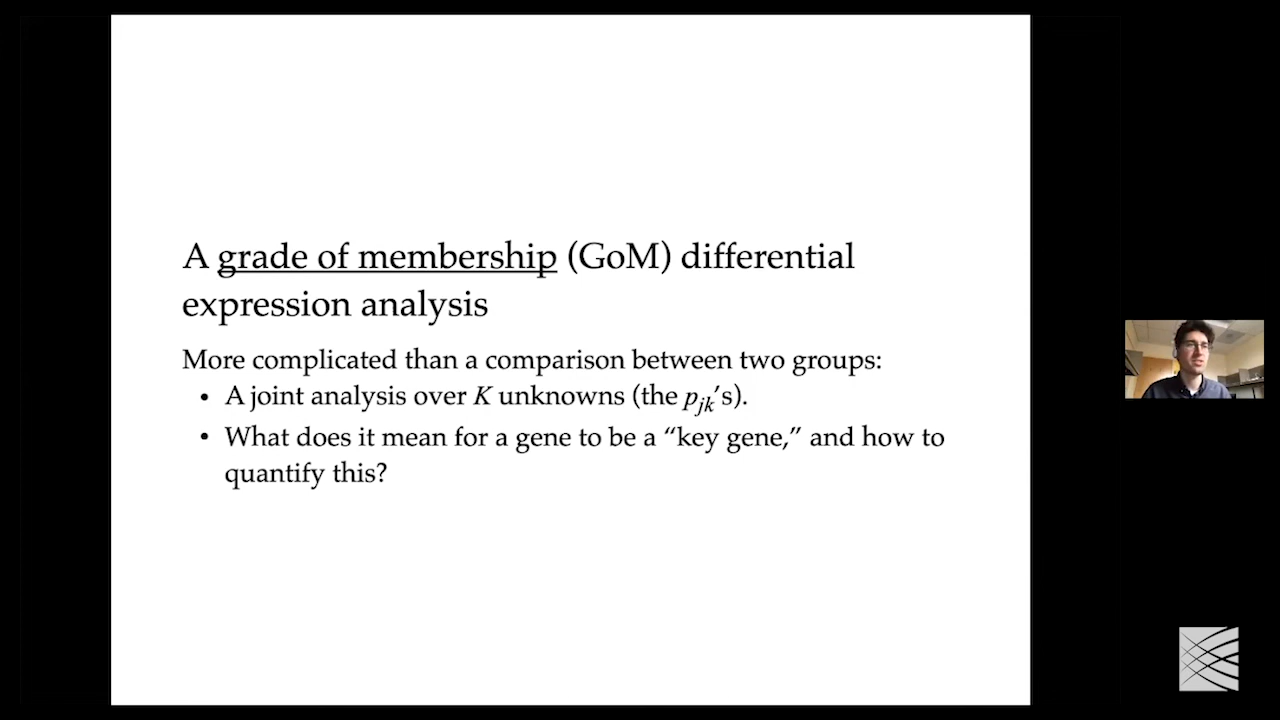 A grade of membership (GoM) differential
expression analysis
More complicated than a comparison between two groups:
• A joint analysis over K unknowns (the pjk’s).
• What does it mean for a gene to be a “key gene,” and how to
quantify this?